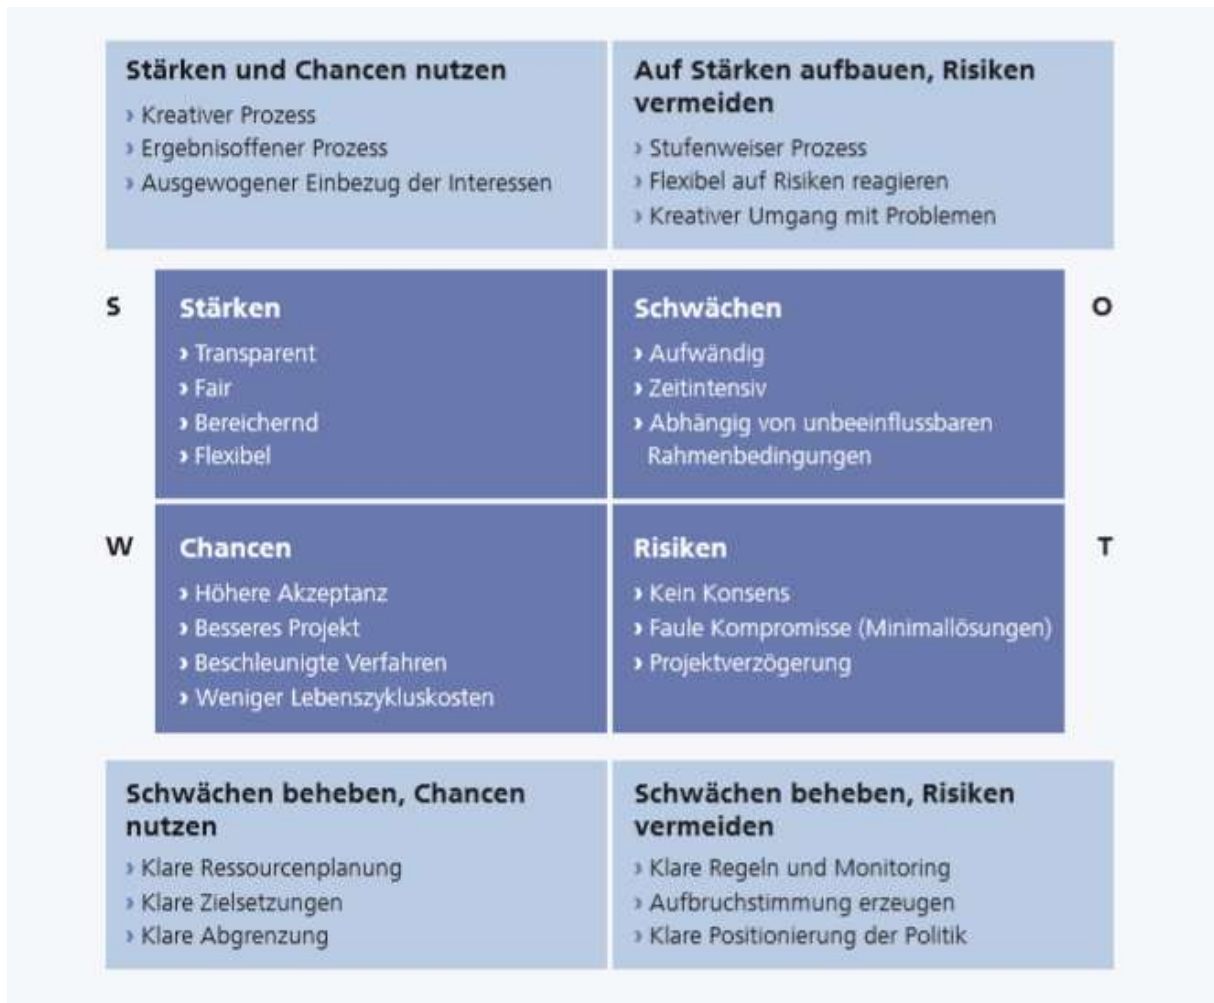 Stärken und Chancen nutzen
› Kreativer Prozess
› Ergebnisoffener Prozess
› Ausgewogener Einbezug der Interessen
Auf Stärken aufbauen, Risiken
vermeiden
› Stufenweiser Prozess
› Flexibel auf Risiken reagieren
› Kreativer Umgang mit Problemen
S
Stärken
› Transparent
› Fair
› Bereichernd
› Flexibel
Schwächen
› Aufwändig
› Zeitintensiv
› Abhängig von unbeeinflussbaren
Rahmenbedingungen
O
W
Chancen
› Höhere Akzeptanz
› Besseres Projekt
› Beschleunigte Verfahren
› Weniger Lebenszykluskosten
Risiken
› Kein Konsens
› Faule Kompromisse (Minimallösungen)
› Projektverzögerung
T
Schwächen beheben, Chancen
nutzen
› Klare Ressourcenplanung
› Klare Zielsetzungen
› Klare Abgrenzung
Schwächen beheben, Risiken
vermeiden
› Klare Regeln und Monitoring
› Aufbruchstimmung erzeugen
› Klare Positionierung der Politik